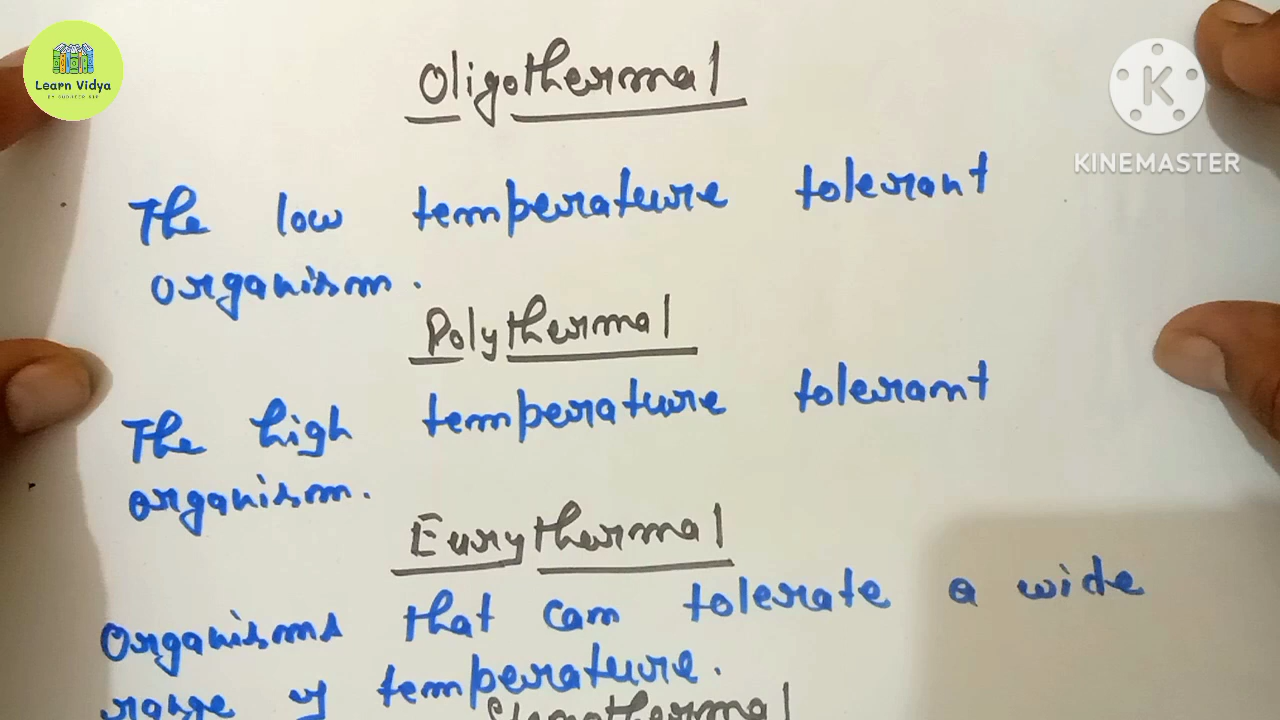 Learn Vidya
K
KINEMASTER
Oligothermal
The low temperature tolerant
organism.
Polythermal
The high temperature tolerant
organism.
Eurythermal
Organisms that can tolerate a wide
range of temperature.
Stenothermal